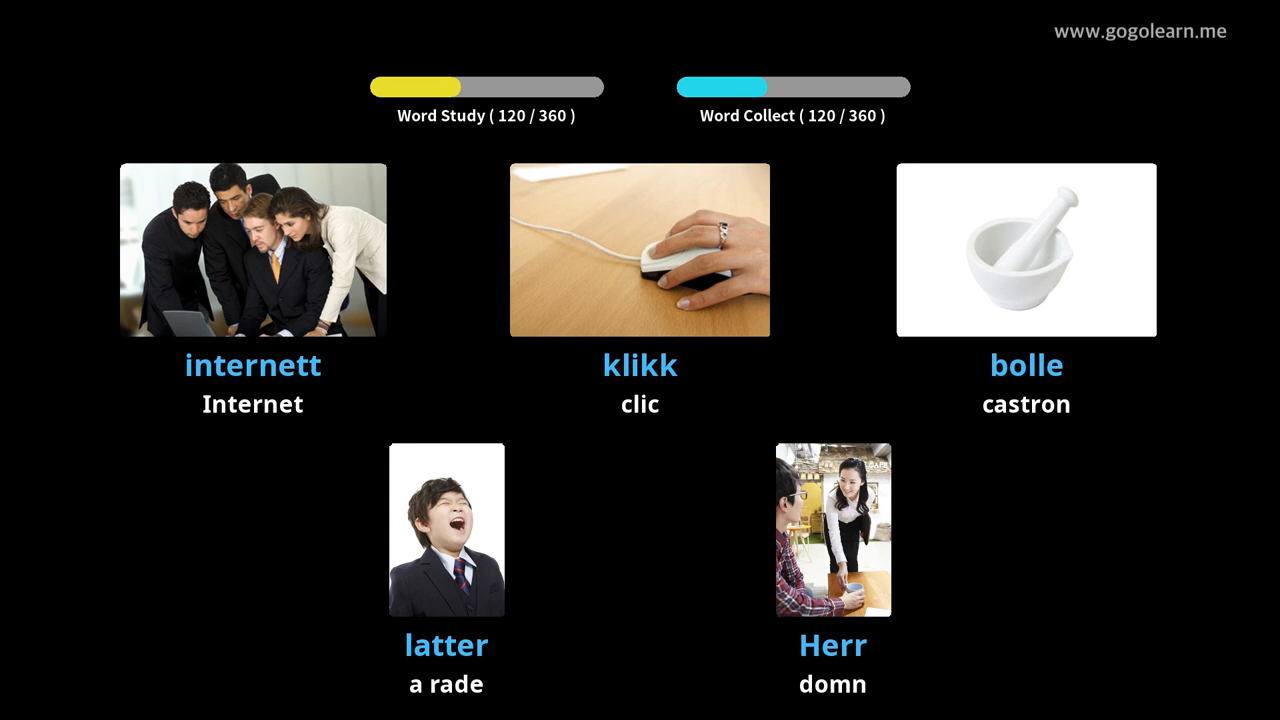 www.gogolearn.me
Word Study ( 120 / 360 )
Word Collect ( 120 / 360 )
internett
Internet
klikk
clic
bolle
castron
latter
a rade
Herr
domn